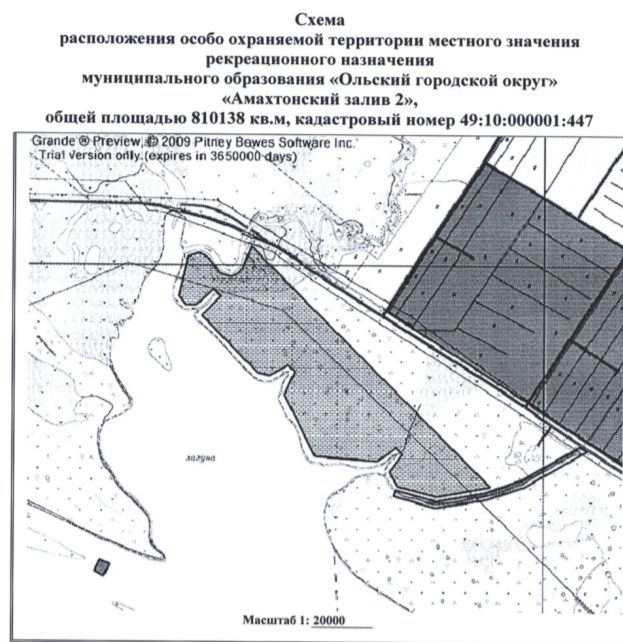 Схема
расположения особо охраняемой территории местного значения
рекреационного назначения
муниципального образования «Ольский городской округ»
«Амахтонский залив 2»,
общей площадью 810138 кв.м, кадастровый номер 49:10:000001:447
Grande ® Preview, © 2009 Pitney Bowes Software Inc.
Trial version only. (expires in 3650000 days)
лагуна
Масштаб 1: 20000